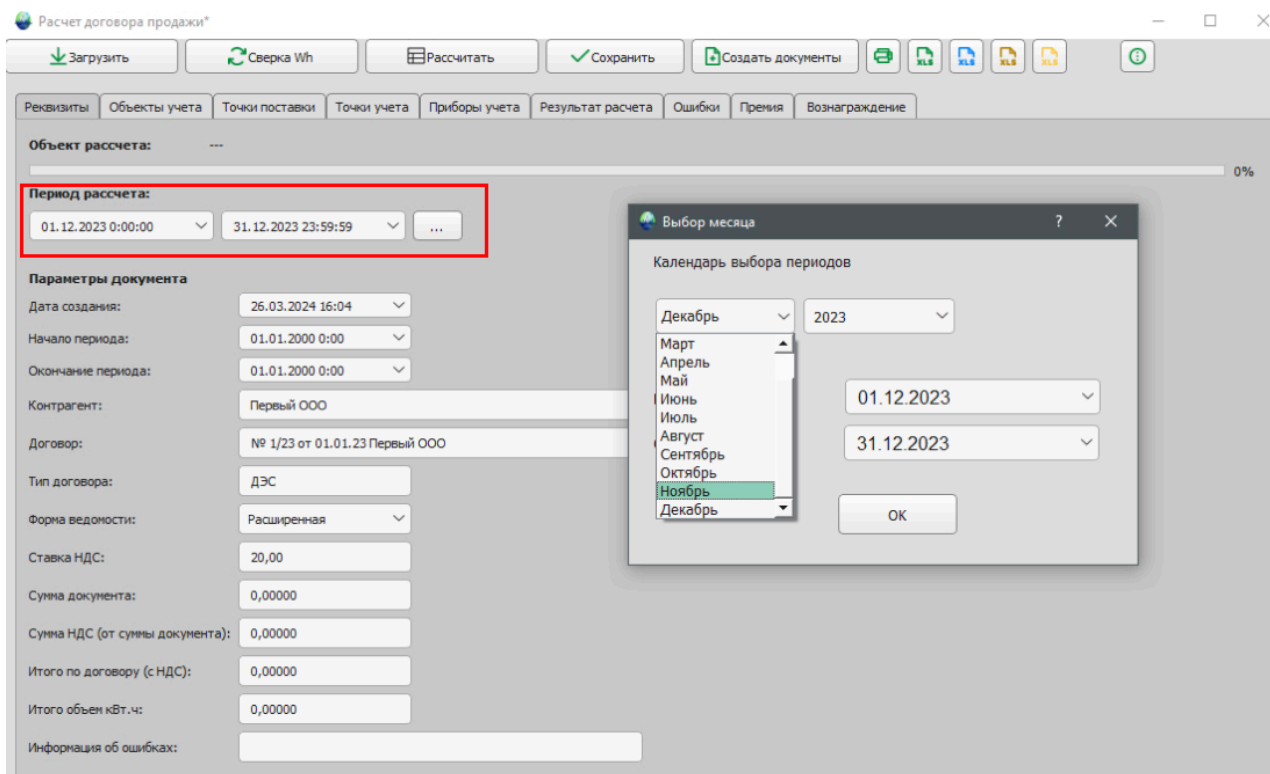 Расчет договора продажи*
Загрузить Сверка Wh Рассчитать Сохранить Создать документы XLS XLS XLS XLS
Реквизиты Объекты учета Точки поставки Точки учета Приборы учета Результат расчета Ошибки Премия Вознаграждение
Объект рассчета: ---
0%
Период рассчета:
01.12.2023 0:00:00 31.12.2023 23:59:59 ...
Параметры документа
Дата создания: 26.03.2024 16:04
Начало периода: 01.01.2000 0:00
Окончание периода: 01.01.2000 0:00
Контрагент: Первый ООО
Договор: № 1/23 от 01.01.23 Первый ООО
Тип договора: ДЭС
Форма ведомости: Расширенная
Ставка НДС: 20,00
Сумма документа: 0,00000
Сумма НДС (от суммы документа): 0,00000
Итого по договору (с НДС): 0,00000
Итого объем кВт.ч: 0,00000
Информация об ошибках:
Выбор месяца ?
Календарь выбора периодов
Декабрь 2023
Март
Апрель
Май
Июнь
Июль
Август
Сентябрь
Октябрь
Ноябрь
Декабрь
01.12.2023
31.12.2023
ОК